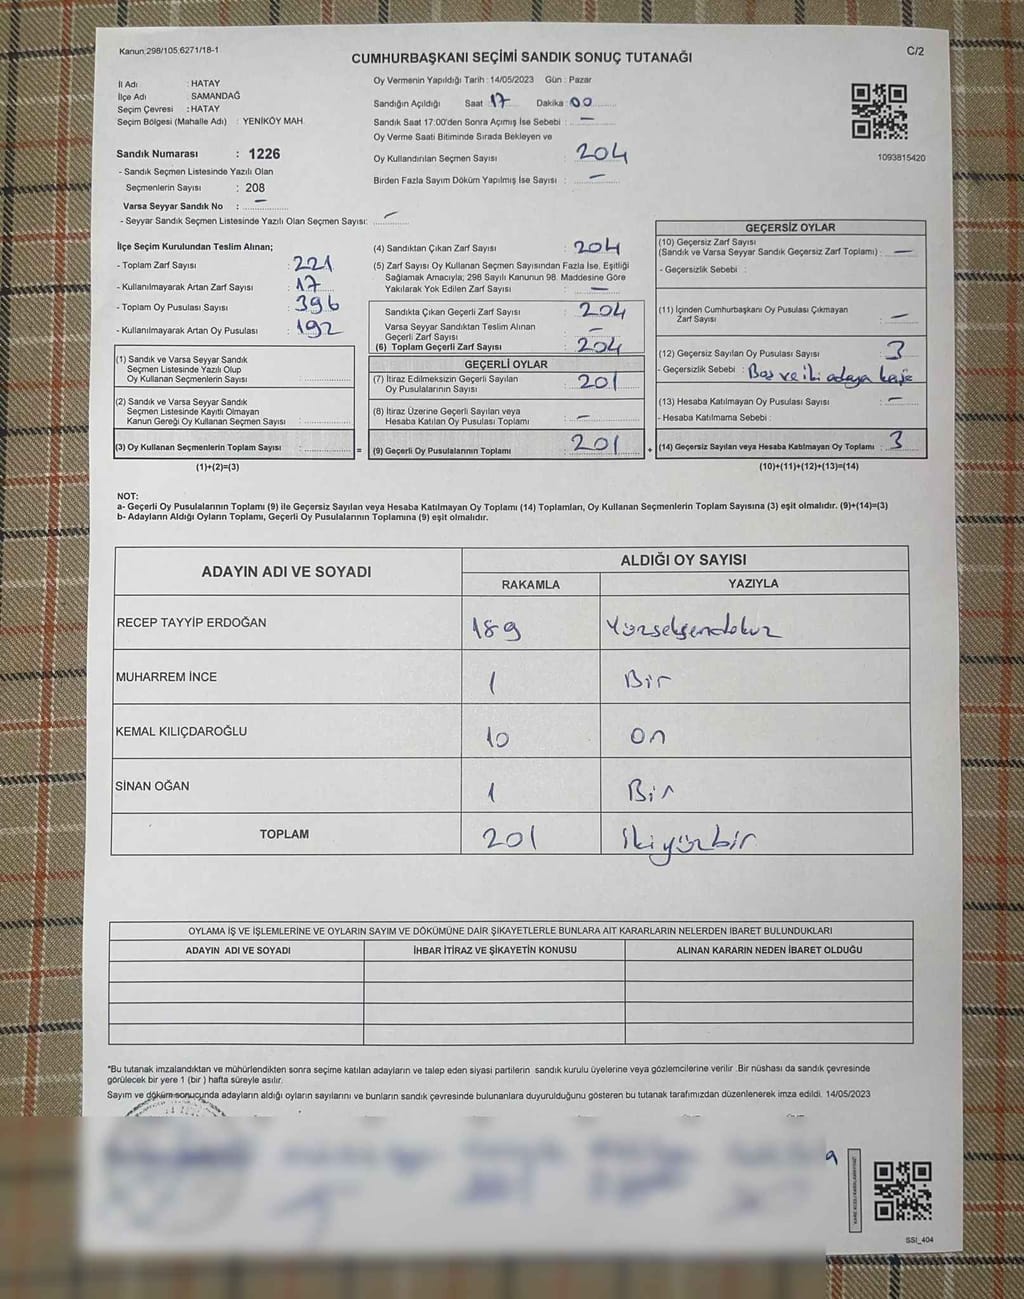 Kanun:298/105,6271/18-1
C/2
CUMHURBAŞKANI SEÇİMİ SANDIK SONUÇ TUTANAĞI
İl Adı : HATAY
İlçe Adı : SAMANDAĞ
Seçim Çevresi : HATAY
Seçim Bölgesi (Mahalle Adı) : YENİKÖY MAH.
Oy Vermenin Yapıldığı Tarih : 14/05/2023 Gün : Pazar
Sandığın Açıldığı Saat 17 Dakika : 00
Sandık Saat 17:00'den Sonra Açımış İse Sebebi : —
Oy Verme Saati Bitiminde Sırada Bekleyen ve
Oy Kullandırılan Seçmen Sayısı : 204
Birden Fazla Sayım Döküm Yapılmış İse Sayısı : —
1093815420
Sandık Numarası : 1226
- Sandık Seçmen Listesinde Yazılı Olan
Seçmenlerin Sayısı : 208
Varsa Seyyar Sandık No : —
- Seyyar Sandık Seçmen Listesinde Yazılı Olan Seçmen Sayısı: —
İlçe Seçim Kurulundan Teslim Alınan;
- Toplam Zarf Sayısı : 221
- Kullanılmayarak Artan Zarf Sayısı : 17
- Toplam Oy Pusulası Sayısı : 396
- Kullanılmayarak Artan Oy Pusulası : 192
(1) Sandık ve Varsa Seyyar Sandık
Seçmen Listesinde Yazılı Olup
Oy Kullanan Seçmenlerin Sayısı :
(2) Sandık ve Varsa Seyyar Sandık
Seçmen Listesinde Kayıtlı Olmayan
Kanun Gereği Oy Kullanan Seçmen Sayısı :
(3) Oy Kullanan Seçmenlerin Toplam Sayısı :
(1)+(2)=(3)
(4) Sandıktan Çıkan Zarf Sayısı : 204
(5) Zarf Sayısı Oy Kullanan Seçmen Sayısından Fazla İse, Eşitliği
Sağlamak Amacıyla; 298 Sayılı Kanunun 98. Maddesine Göre
Yakılarak Yok Edilen Zarf Sayısı : —
Sandıkta Çıkan Geçerli Zarf Sayısı : 204
Varsa Seyyar Sandıktan Teslim Alınan
Geçerli Zarf Sayısı : —
(6) Toplam Geçerli Zarf Sayısı : 204
GEÇERLİ OYLAR
(7) İtiraz Edilmeksizin Geçerli Sayılan
Oy Pusulalarının Sayısı : 201
(8) İtiraz Üzerine Geçerli Sayılan veya
Hesaba Katılan Oy Pusulası Toplamı : —
(9) Geçerli Oy Pusulalarının Toplamı : 201
GEÇERSİZ OYLAR
(10) Geçersiz Zarf Sayısı
(Sandık ve Varsa Seyyar Sandık Geçersiz Zarf Toplamı) : —
- Geçersizlik Sebebi :
(11) İçinden Cumhurbaşkanı Oy Pusulası Çıkmayan
Zarf Sayısı : —
(12) Geçersiz Sayılan Oy Pusulası Sayısı : 3
- Geçersizlik Sebebi : Boş ve iki adaya kaşe
(13) Hesaba Katılmayan Oy Pusulası Sayısı : —
- Hesaba Katılmama Sebebi :
(14) Geçersiz Sayılan veya Hesaba Katılmayan Oy Toplamı : 3
(10)+(11)+(12)+(13)=(14)
NOT:
a- Geçerli Oy Pusulalarının Toplamı (9) ile Geçersiz Sayılan veya Hesaba Katılmayan Oy Toplamı (14) Toplamları, Oy Kullanan Seçmenlerin Toplam Sayısına (3) eşit olmalıdır. (9)+(14)=(3)
b- Adayların Aldığı Oyların Toplamı, Geçerli Oy Pusulalarının Toplamına (9) eşit olmalıdır.
ADAYIN ADI VE SOYADI
ALDIĞI OY SAYISI
RAKAMLA YAZIYLA
RECEP TAYYİP ERDOĞAN 189 Yüzseksendokuz
MUHARREM İNCE 1 Bir
KEMAL KILIÇDAROĞLU 10 On
SİNAN OĞAN 1 Bir
TOPLAM 201 İkiyüzbir
OYLAMA İŞ VE İŞLEMLERİNE VE OYLARIN SAYIM VE DÖKÜMÜNE DAİR ŞİKAYETLERLE BUNLARA AİT KARARLARIN NELERDEN İBARET BULUNDUKLARI
ADAYIN ADI VE SOYADI İHBAR İTİRAZ VE ŞİKAYETİN KONUSU ALINAN KARARIN NEDEN İBARET OLDUĞU
*Bu tutanak imzalandıktan ve mühürlendikten sonra seçime katılan adayların ve talep eden siyasi partilerin sandık kurulu üyelerine veya gözlemcilerine verilir .Bir nüshası da sandık çevresinde
görülecek bir yere 1 (bir ) hafta süreyle asılır.
Sayım ve döküm sonucunda adayların aldığı oyların sayılarını ve bunların sandık çevresinde bulunanlara duyurulduğunu gösteren bu tutanak tarafımızdan düzenlenerek imza edildi. 14/05/2023
SSI_404